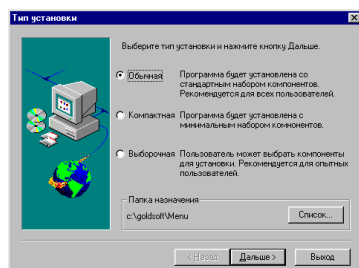 Тип установки
Выберите тип установки и нажмите кнопку Дальше.
Обычная
Программа будет установлена со
стандартным набором компонентов.
Рекомендуется для всех пользователей.
Компактная
Программа будет установлена с
минимальным набором комнонентов.
Выборочная
Пользователь может выбрать компоненты
для установки. Рекомендуется для опытных
пользователей.
Папка назначения
c:\goldsoft\Menu
Список...
< Назад
Дальше >
Выход